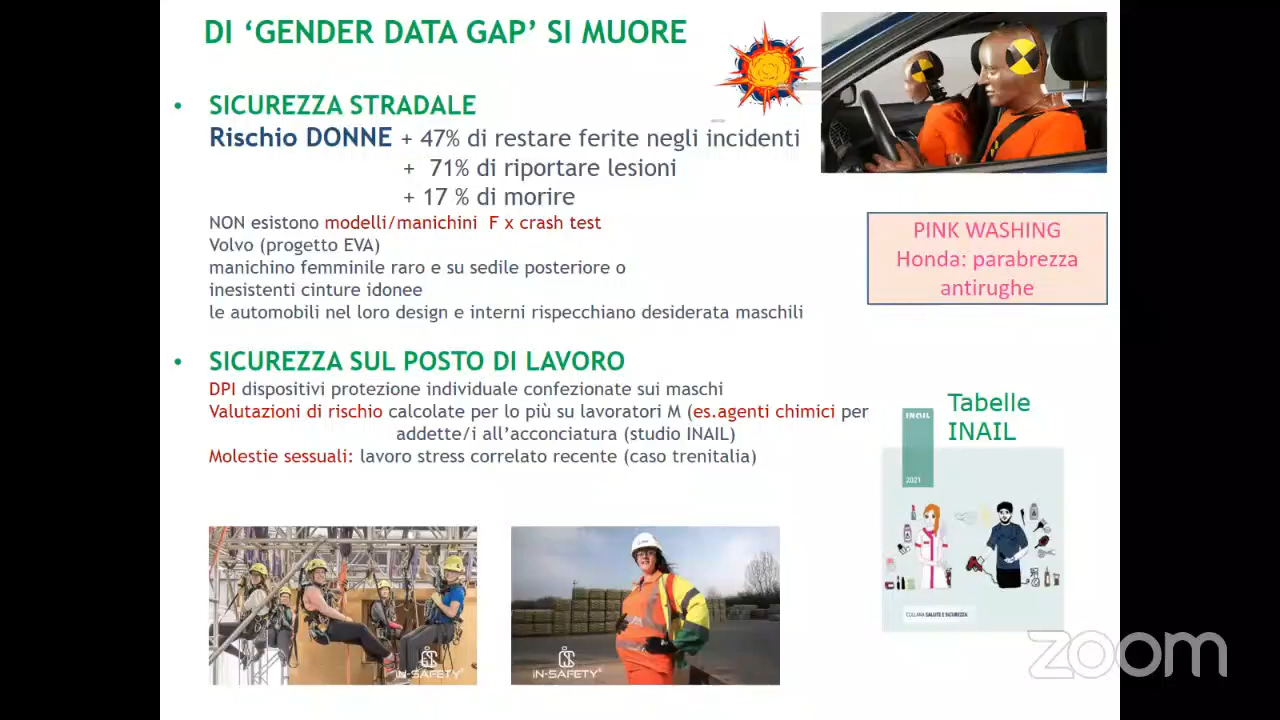 DI ‘GENDER DATA GAP’ SI MUORE
• SICUREZZA STRADALE
Rischio DONNE + 47% di restare ferite negli incidenti
+ 71% di riportare lesioni
+ 17 % di morire
NON esistono modelli/manichini F x crash test
Volvo (progetto EVA)
manichino femminile raro e su sedile posteriore o
inesistenti cinture idonee
le automobili nel loro design e interni rispecchiano desiderata maschili
PINK WASHING
Honda: parabrezza
antirughe
• SICUREZZA SUL POSTO DI LAVORO
DPI dispositivi protezione individuale confezionate sui maschi
Valutazioni di rischio calcolate per lo più su lavoratori M (es.agenti chimici per
addette/i all’acconciatura (studio INAIL)
Molestie sessuali: lavoro stress correlato recente (caso trenitalia)
Tabelle
INAIL
INAIL
2021
COLLANA SALUTE E SICUREZZA
iN-SAFETY®
iN-SAFETY®
zoom